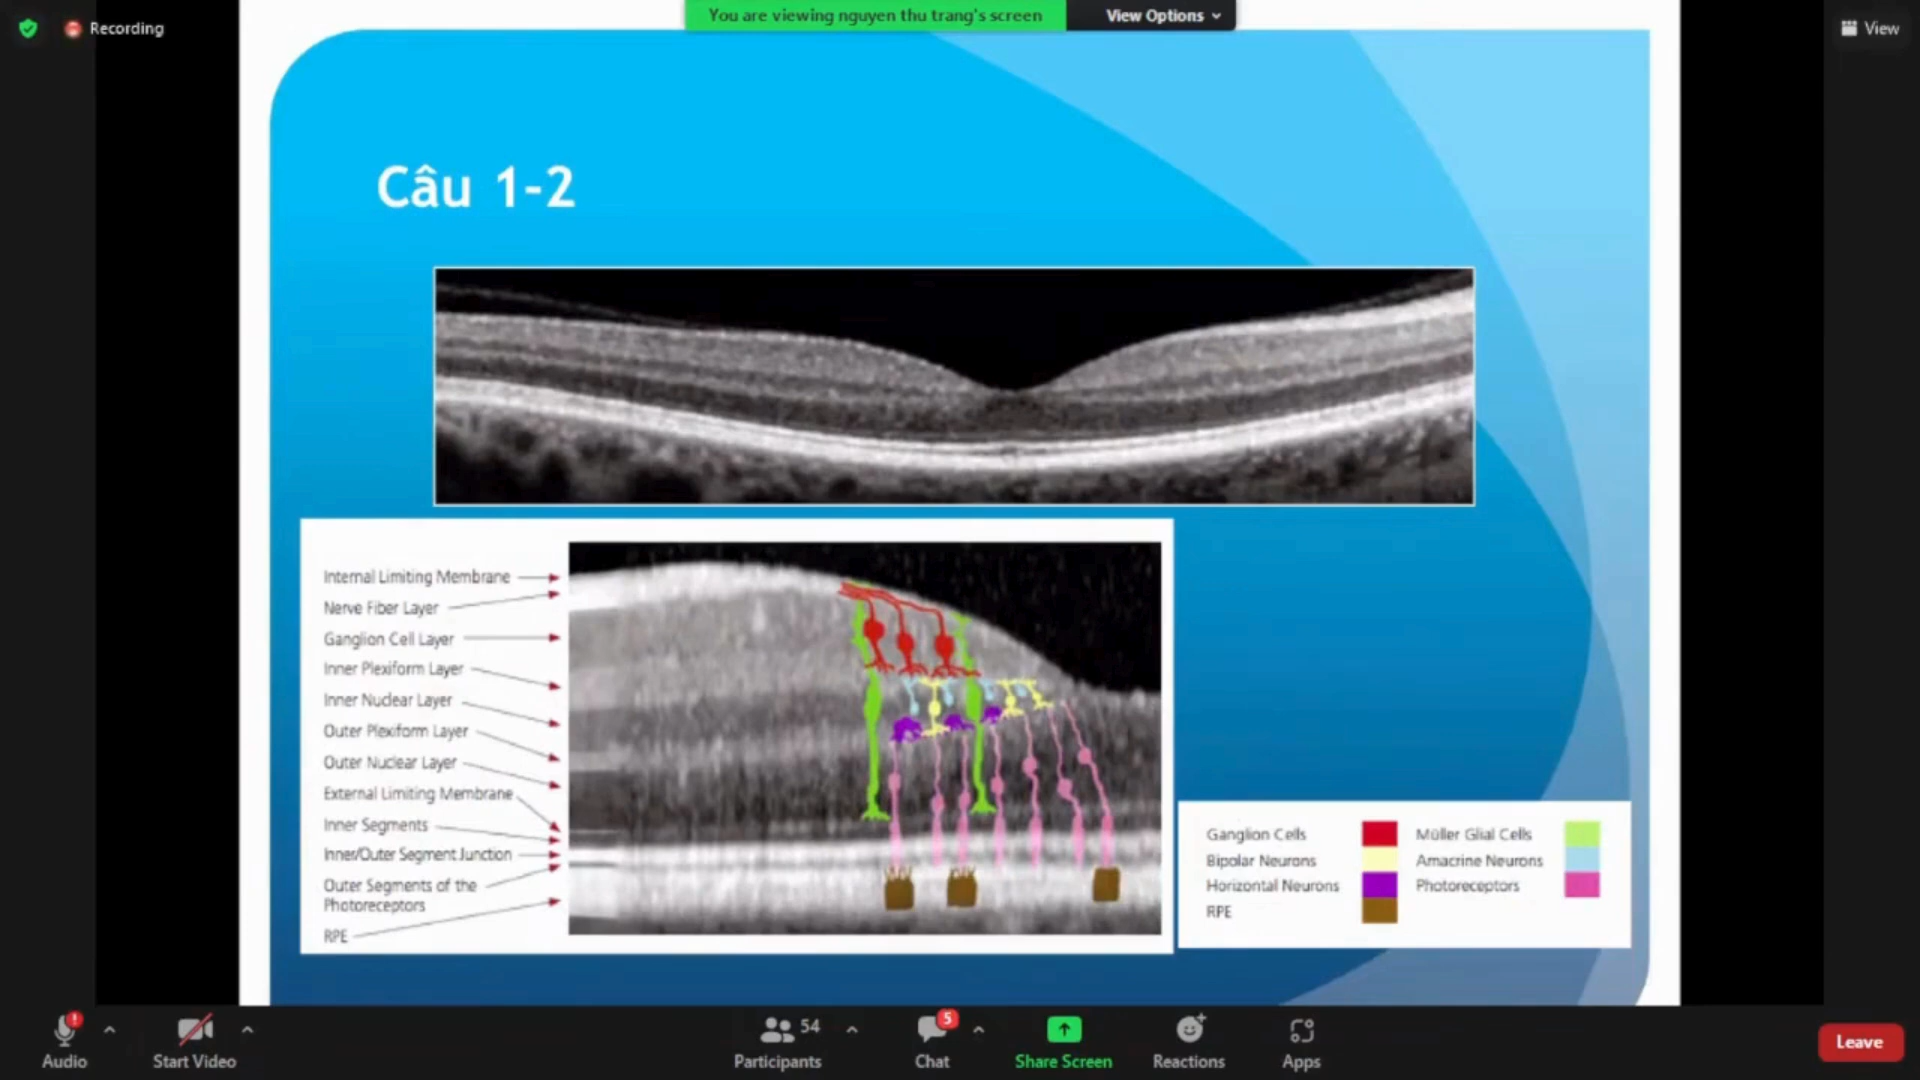 You are viewing nguyen thu trang's screen
View Options
Recording
View
Câu 1-2
Internal Limiting Membrane
Nerve Fiber Layer
Ganglion Cell Layer
Inner Plexiform Layer
Inner Nuclear Layer
Outer Plexiform Layer
Outer Nuclear Layer
External Limiting Membrane
Inner Segments
Inner/Outer Segment Junction
Outer Segments of the
Photoreceptors
RPE
Ganglion Cells
Müller Glial Cells
Bipolar Neurons
Amacrine Neurons
Horizontal Neurons
Photoreceptors
RPE
Audio
Start Video
54
Participants
5
Chat
Share Screen
Reactions
Apps
Leave